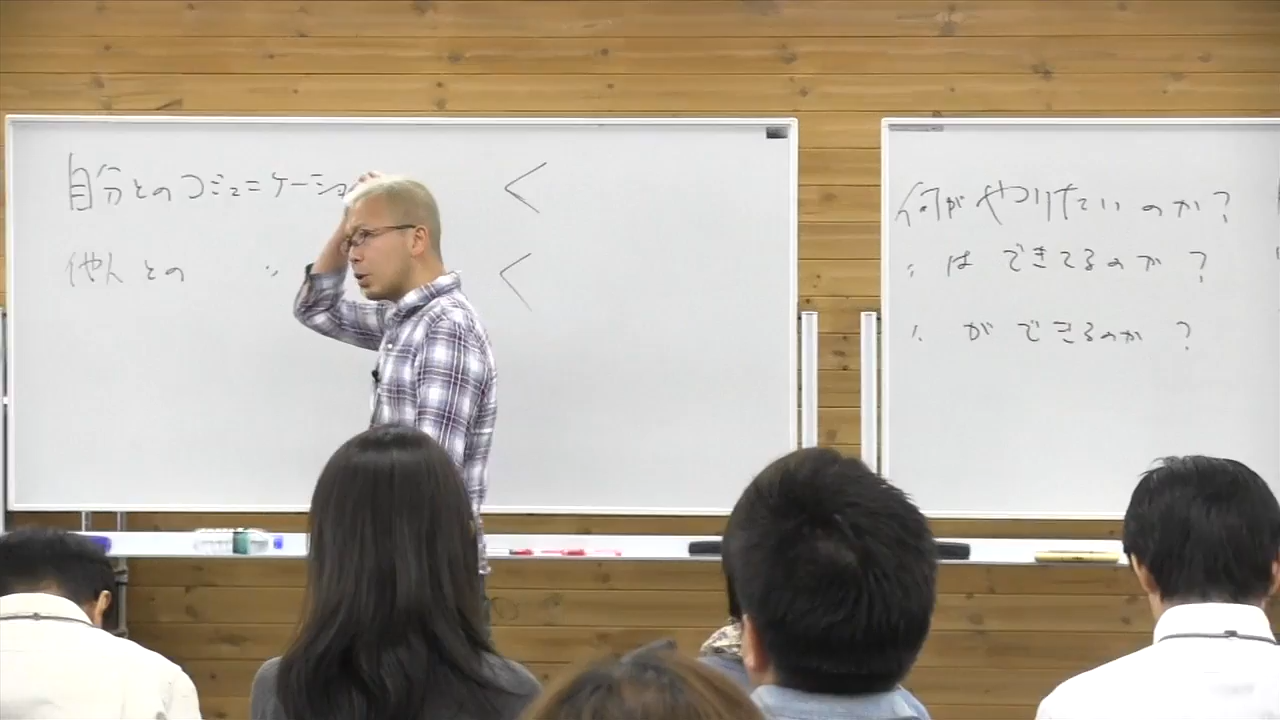 自分とのコミュニケーショ <
他人との 〃 <
何がやりたいのか?
〃 はできてるのか?
〃 ができるのか?